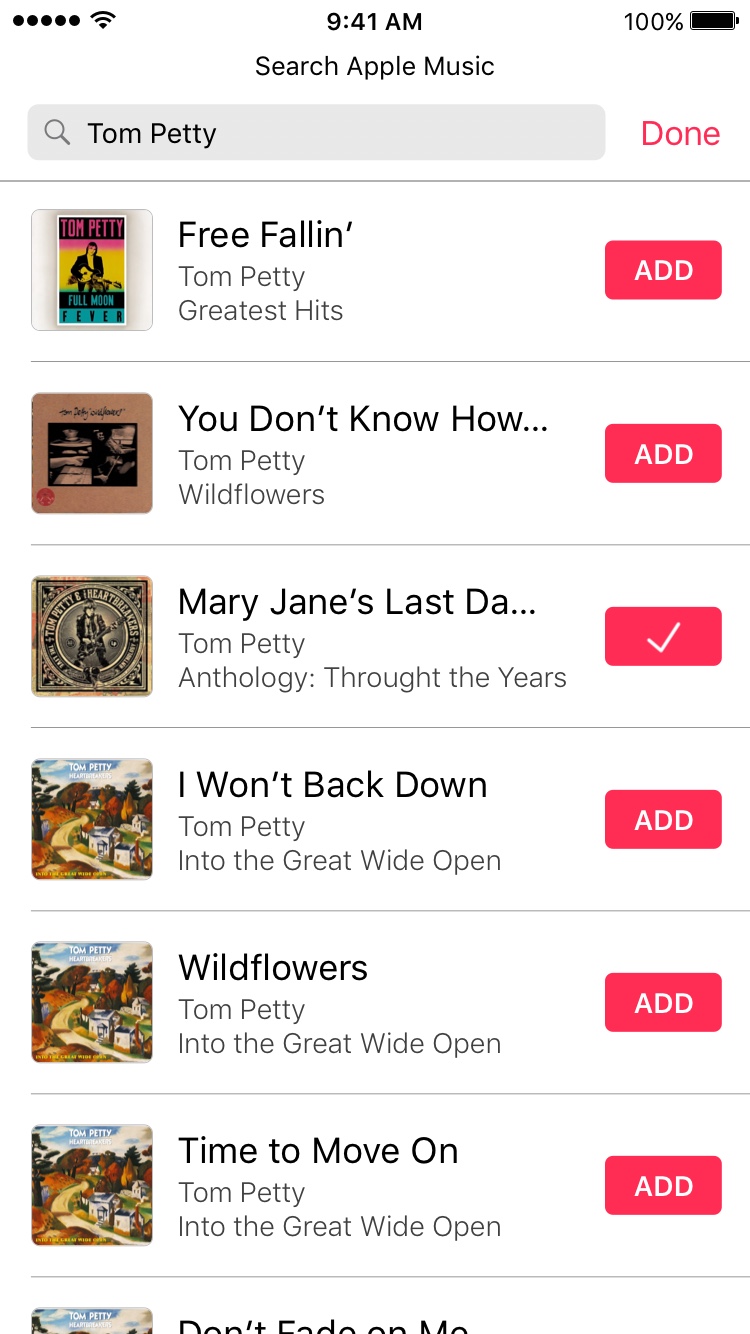 9:41 AM
100%
Search Apple Music
Tom Petty
Done
TOM PETTY
FULL MOON
FEVER
Free Fallin’
Tom Petty
Greatest Hits
ADD
tom petty wildflowers
You Don’t Know How...
Tom Petty
Wildflowers
ADD
TOM PETTY & HEARTBREAKERS
Mary Jane’s Last Da...
Tom Petty
Anthology: Throught the Years
TOM PETTY
HEARTBREAKERS
INTO THE GREAT WIDE OPEN
I Won’t Back Down
Tom Petty
Into the Great Wide Open
ADD
TOM PETTY
HEARTBREAKERS
INTO THE GREAT WIDE OPEN
Wildflowers
Tom Petty
Into the Great Wide Open
ADD
TOM PETTY
HEARTBREAKERS
INTO THE GREAT WIDE OPEN
Time to Move On
Tom Petty
Into the Great Wide Open
ADD
TOM PETTY
Don’t Fade on Me